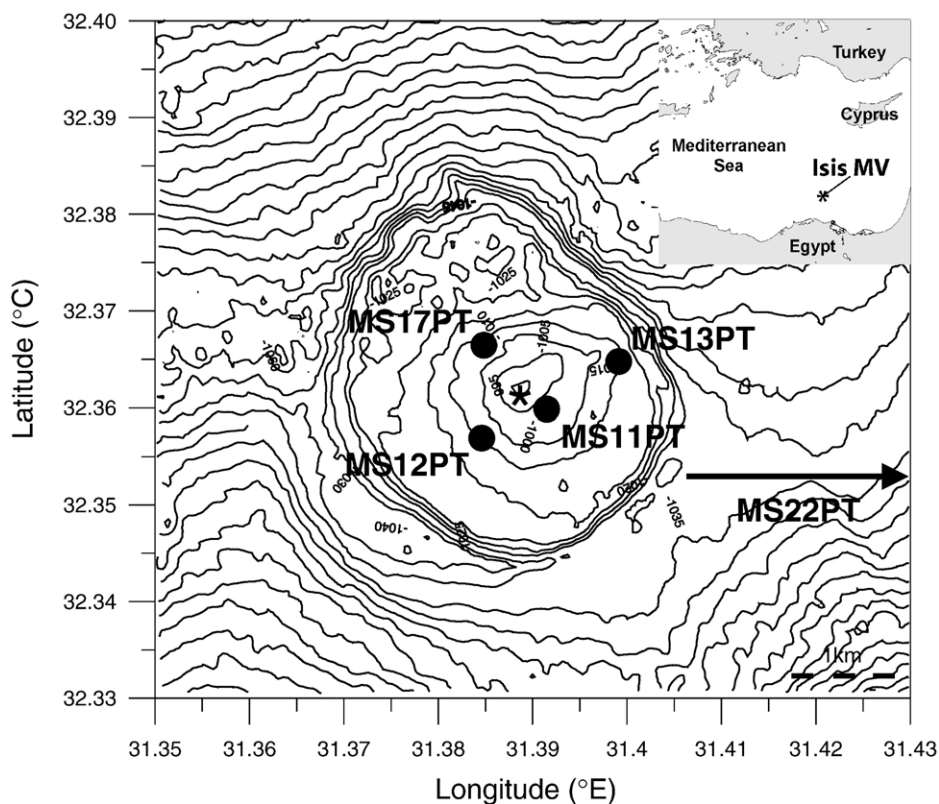 32.40
32.39
32.38
32.37
32.36
32.35
32.34
32.33
Latitude (°C)
31.35
31.36
31.37
31.38
31.39
31.4
31.41
31.42
31.43
Longitude (°E)
Turkey
Cyprus
Mediterranean
Sea
Isis MV
*
Egypt
-1025
-1025
MS17PT
-1005
MS13PT
-1060
*
-1000
MS11PT
MS12PT
-1040
-1035
MS22PT
1km